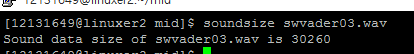 [12131649@linuxer2 mid]$ soundsize swvader03.wav
Sound data size of swvader03.wav is 30260